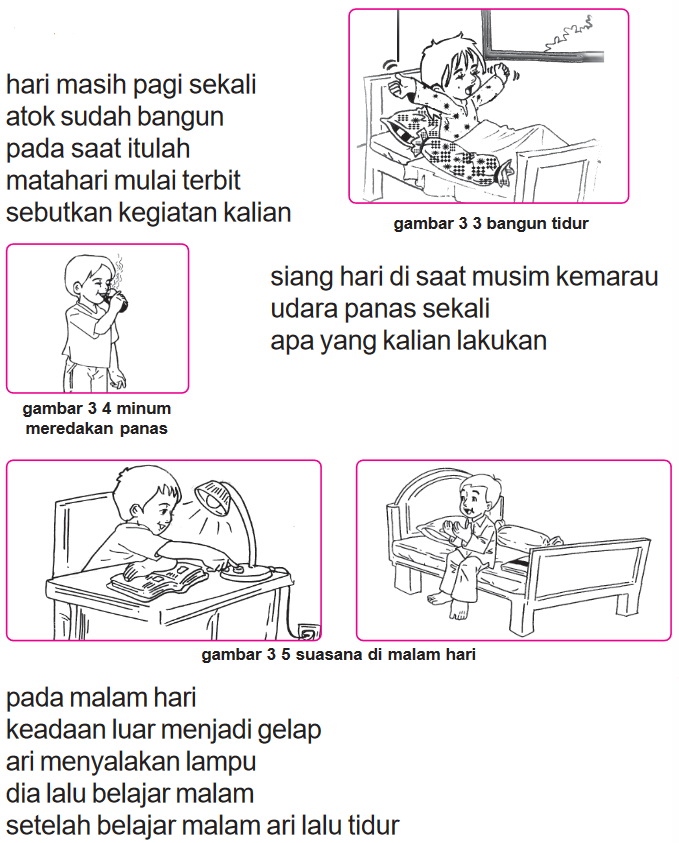 hari masih pagi sekali
atok sudah bangun
pada saat itulah
matahari mulai terbit
sebutkan kegiatan kalian
gambar 3 3 bangun tidur
siang hari di saat musim kemarau
udara panas sekali
apa yang kalian lakukan
gambar 3 4 minum
meredakan panas
gambar 3 5 suasana di malam hari
pada malam hari
keadaan luar menjadi gelap
ari menyalakan lampu
dia lalu belajar malam
setelah belajar malam ari lalu tidur